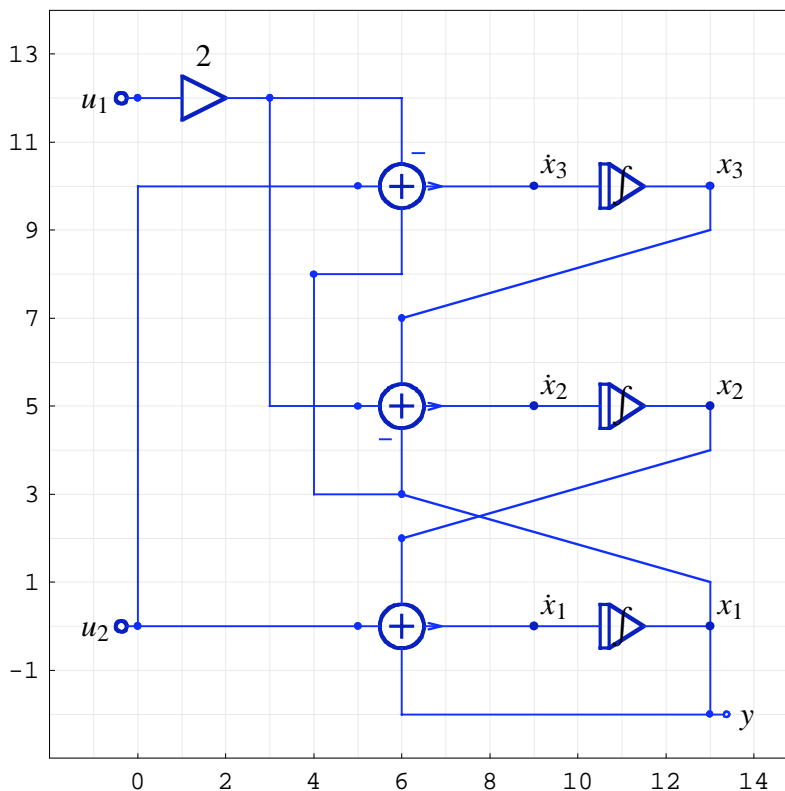 13
2
u₁
11
−
ẋ₃ ∫ x₃
+
9
7
ẋ₂ ∫ x₂
5
+
−
3
1
ẋ₁ ∫ x₁
u₂
+
-1
y
0 2 4 6 8 10 12 14